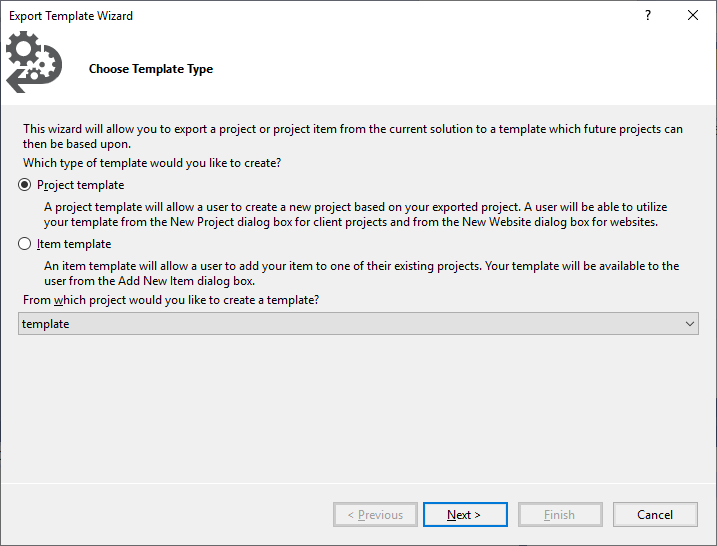 Export Template Wizard
?
Choose Template Type
This wizard will allow you to export a project or project item from the current solution to a template which future projects can
then be based upon.
Which type of template would you like to create?
Project template
A project template will allow a user to create a new project based on your exported project. A user will be able to utilize
your template from the New Project dialog box for client projects and from the New Website dialog box for websites.
Item template
An item template will allow a user to add your item to one of their existing projects. Your template will be available to the
user from the Add New Item dialog box.
From which project would you like to create a template?
template
< Previous Next > Finish Cancel